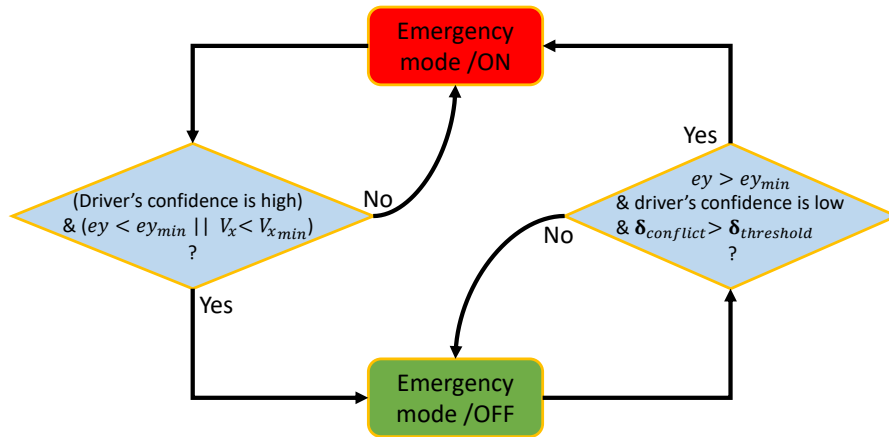 Emergency
mode /ON
Yes
(Driver’s confidence is high)
& (ey < ey_min || V_x < V_x_min)
?
No
ey > ey_min
& driver’s confidence is low
& δ_conflict > δ_threshold
?
No
Yes
Emergency
mode /OFF